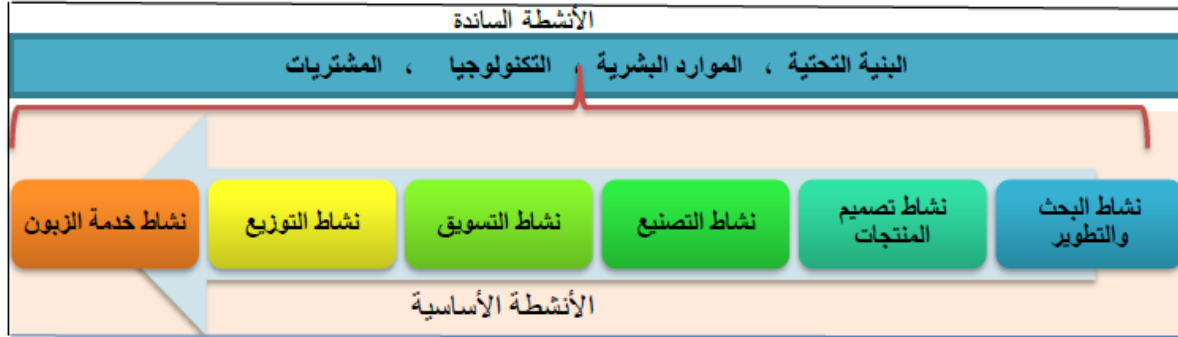 الأنشطة الساندة
البنية التحتية ، الموارد البشرية ، التكنولوجيا ، المشتريات
نشاط البحث
والتطوير
نشاط تصميم
المنتجات
نشاط التصنيع
نشاط التسويق
نشاط التوزيع
نشاط خدمة الزبون
الأنشطة الأساسية